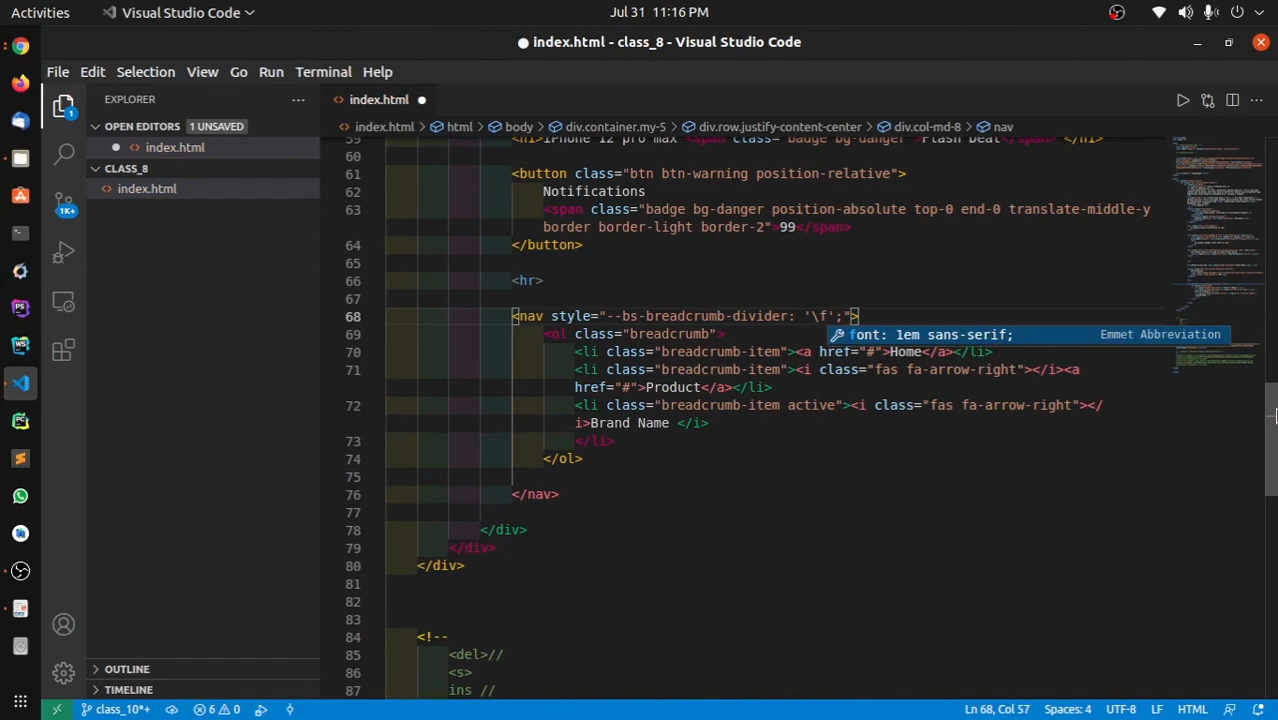 Activities
Visual Studio Code
Jul 31 11:16 PM
index.html - class_8 - Visual Studio Code
File Edit Selection View Go Run Terminal Help
EXPLORER
OPEN EDITORS 1 UNSAVED
index.html
CLASS_8
index.html
OUTLINE
TIMELINE
1
1K+
index.html
index.html > html > body > div.container.my-5 > div.row.justify-content-center > div.col-md-8 > nav
59 <h1>iPhone 12 pro max <span class="badge bg-danger">Flash Deal</span> </h1>
60
61 <button class="btn btn-warning position-relative">
62 Notifications
63 <span class="badge bg-danger position-absolute top-0 end-0 translate-middle-y
border border-light border-2">99</span>
64 </button>
65
66 <hr>
67
68 <nav style="--bs-breadcrumb-divider: '\f';">
69 <ol class="breadcrumb">
font: 1em sans-serif; Emmet Abbreviation
70 <li class="breadcrumb-item"><a href="#">Home</a></li>
71 <li class="breadcrumb-item"><i class="fas fa-arrow-right"></i><a
href="#">Product</a></li>
72 <li class="breadcrumb-item active"><i class="fas fa-arrow-right"></
i>Brand Name </i>
73 </li>
74 </ol>
75
76 </nav>
77
78 </div>
79 </div>
80 </div>
81
82
83
84 <!--
85 <del>//
86 <s>
87 ins //
class_10*+ 6 0
Ln 68, Col 57 Spaces: 4 UTF-8 LF HTML